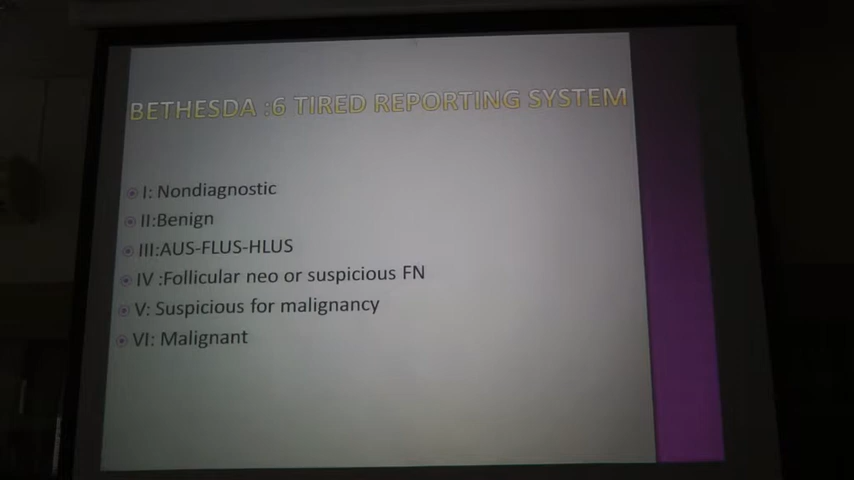 BETHESDA :6 TIRED REPORTING SYSTEM
I: Nondiagnostic
II:Benign
III:AUS-FLUS-HLUS
IV :Follicular neo or suspicious FN
V: Suspicious for malignancy
VI: Malignant